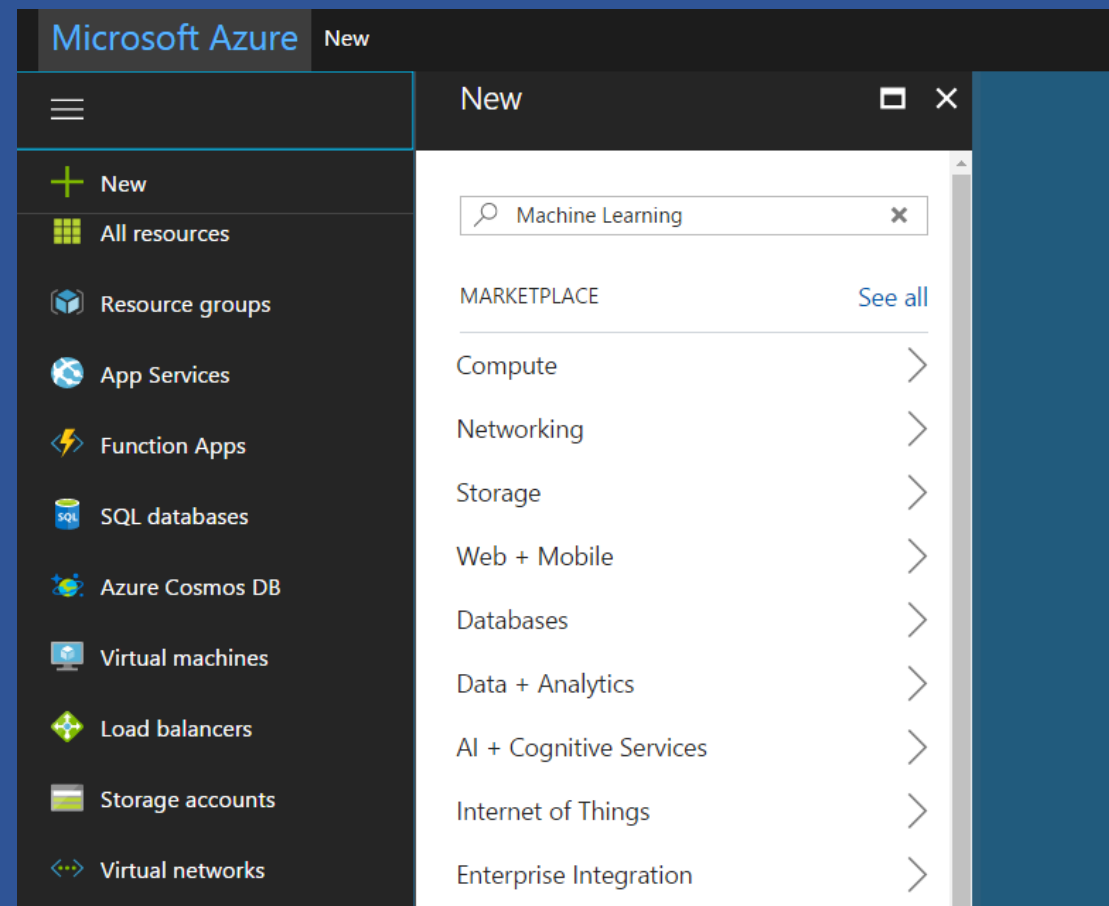 Microsoft Azure New
New
New
All resources
Resource groups
App Services
Function Apps
SQL
SQL databases
Azure Cosmos DB
Virtual machines
Load balancers
Storage accounts
Virtual networks
Machine Learning
MARKETPLACE See all
Compute
Networking
Storage
Web + Mobile
Databases
Data + Analytics
AI + Cognitive Services
Internet of Things
Enterprise Integration